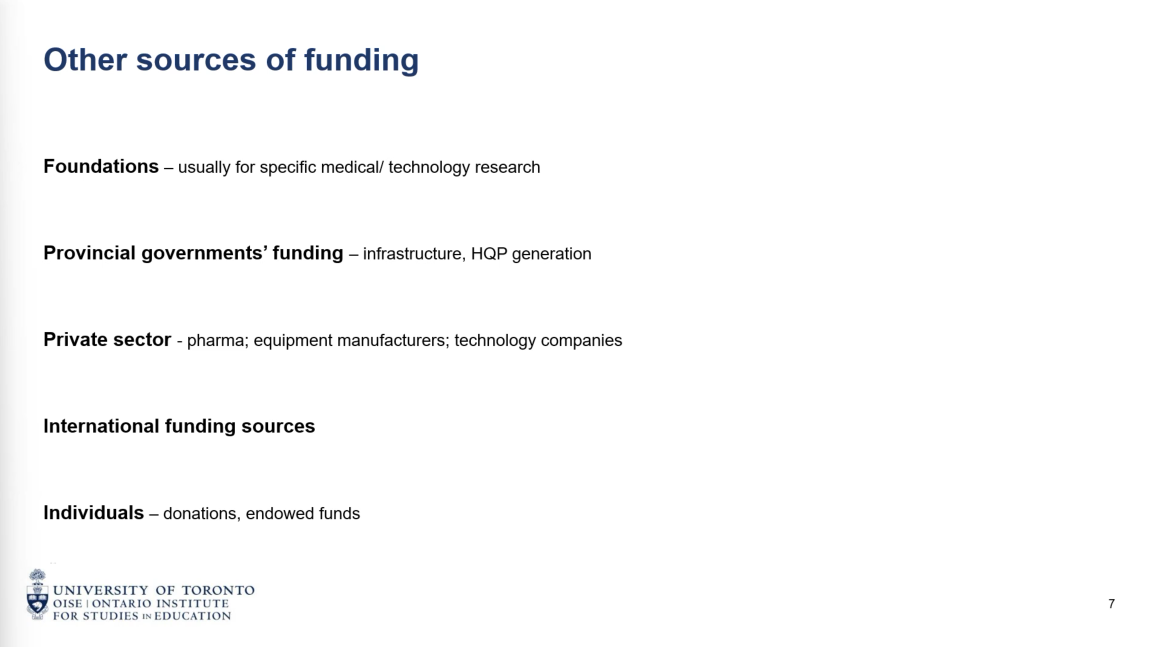 Other sources of funding
Foundations – usually for specific medical/ technology research
Provincial governments’ funding – infrastructure, HQP generation
Private sector - pharma; equipment manufacturers; technology companies
International funding sources
Individuals – donations, endowed funds
UNIVERSITY OF TORONTO
OISE | ONTARIO INSTITUTE
FOR STUDIES IN EDUCATION
7